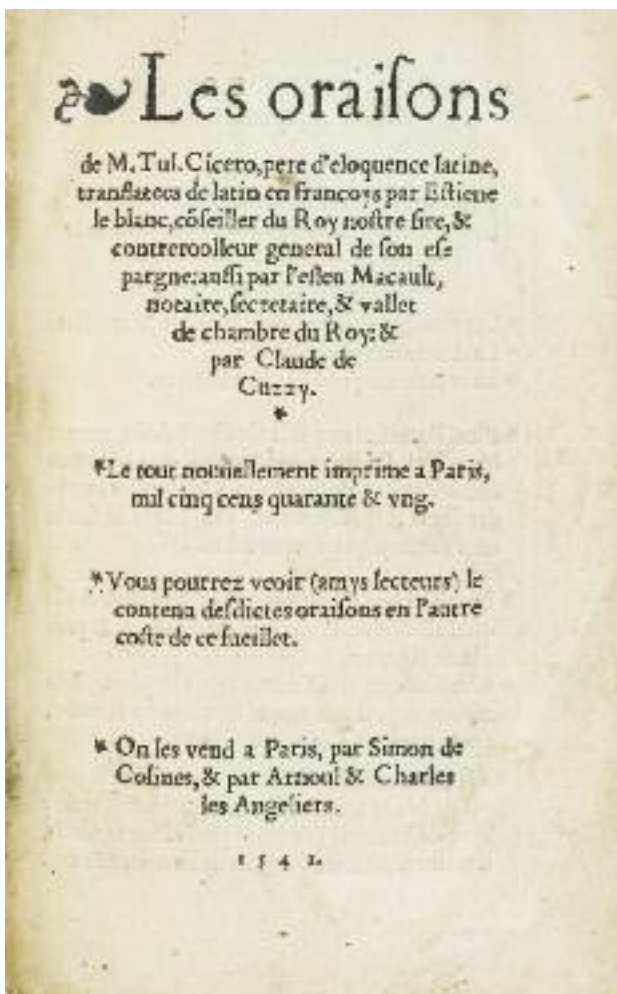 ❧Les oraiſons
de M. Tul. Cicero, pere d'eloquence latine,
tranſlatees de latin en francoys par Eſtiene
le blanc, cõſeiller du Roy noſtre ſire, &
contrerolleur general de ſon eſ⸗
pargne: auſſi par l'eſleu Macault,
notaire, ſecretaire, & vallet
de chambre du Roy: &
par Claude de
Cuzzy.
*Le tout nouuellement imprime a Paris,
mil cinq cens quarante & vng.
*Vous pourrez veoir (amys lecteurs) le
contenu deſdictes oraiſons en l'autre
coſte de ce fueillet.
* On les vend a Paris, par Simon de
Colines, & par Arnoul & Charles
les Angeliers.
1541.